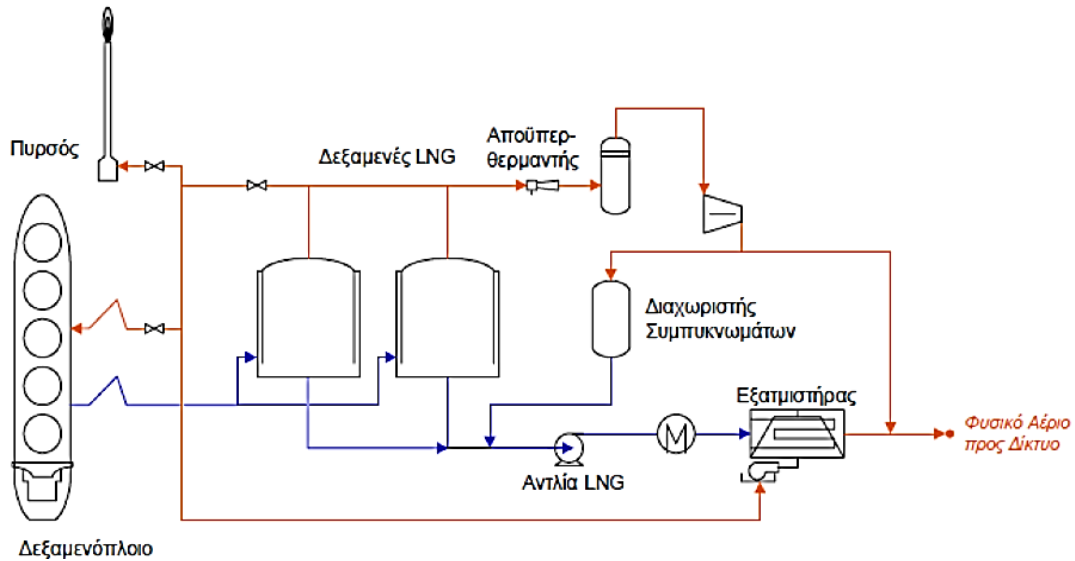 Πυρσός
Δεξαμενές LNG
Αποϋπερ-
θερμαντής
Διαχωριστής
Συμπυκνωμάτων
Εξατμιστήρας
M
Αντλία LNG
Φυσικό Αέριο
προς Δίκτυο
Δεξαμενόπλοιο